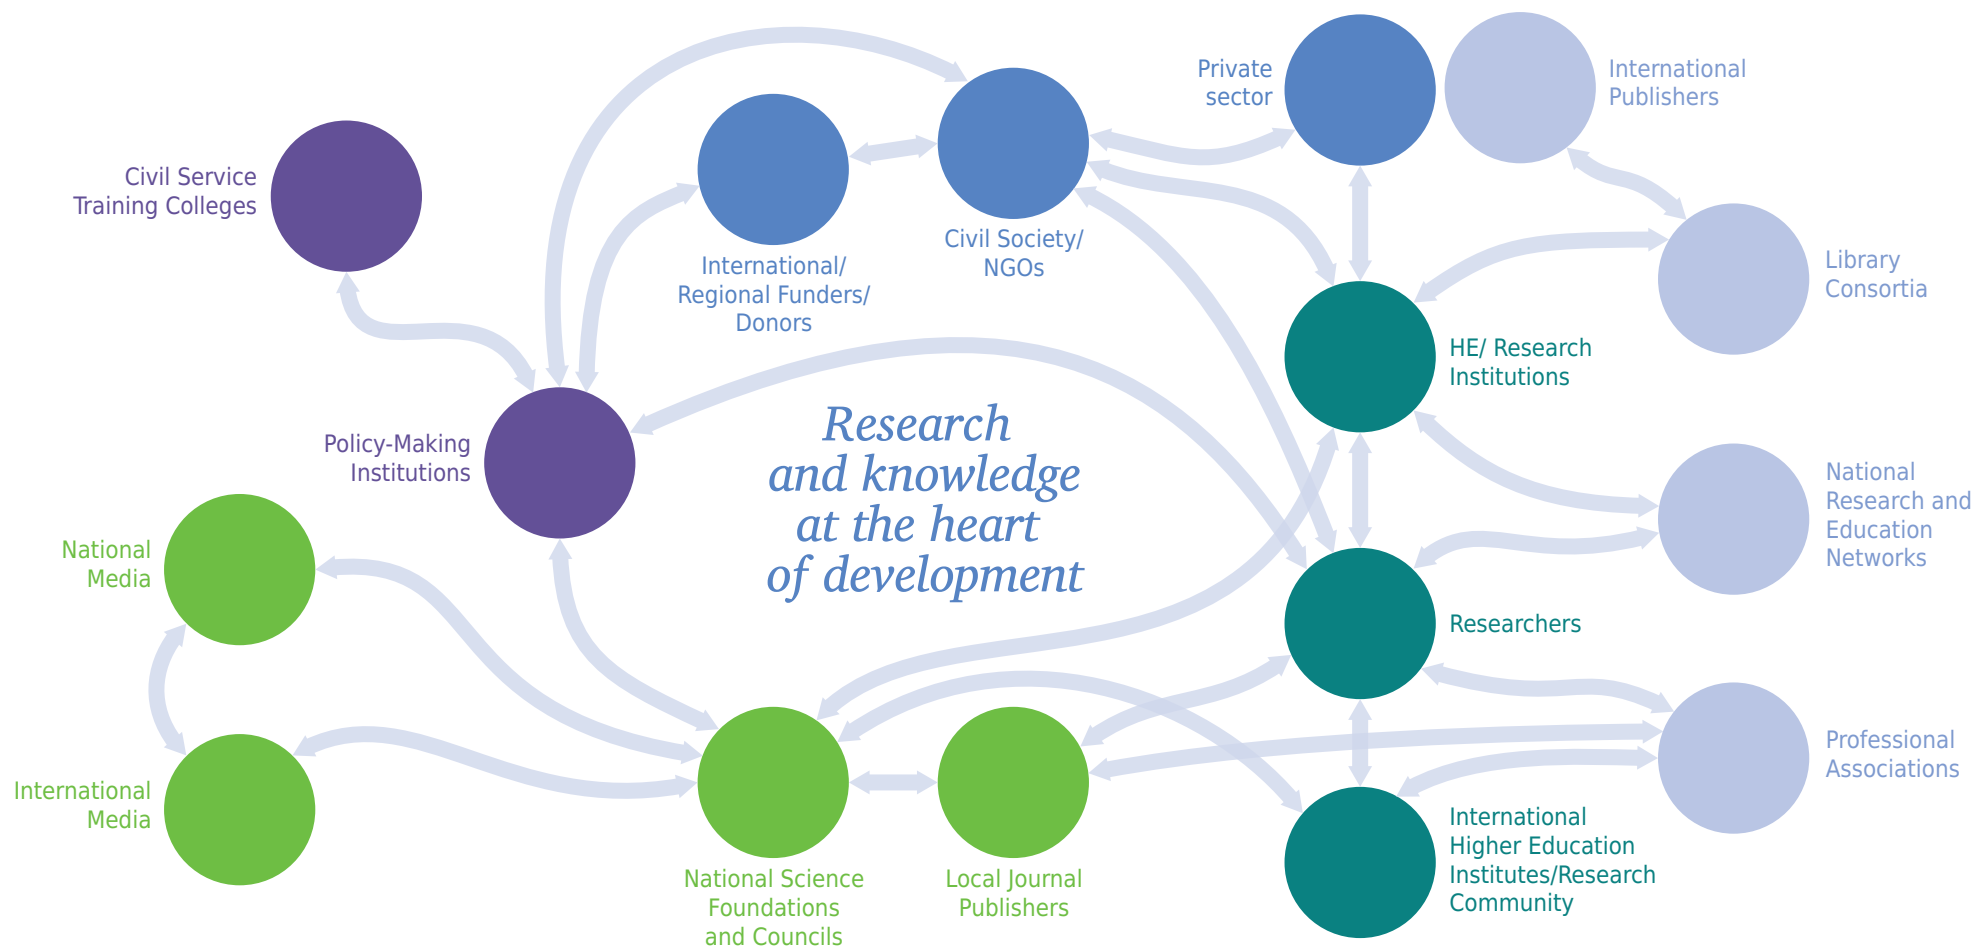 Private
sector
International
Publishers
Civil Service
Training Colleges
Civil Society/
NGOs
International/
Regional Funders/
Donors
Library
Consortia
HE/ Research
Institutions
Policy-Making
Institutions
Research
and knowledge
at the heart
of development
National
Research and
Education
Networks
National
Media
Researchers
International
Media
Professional
Associations
National Science
Foundations
and Councils
Local Journal
Publishers
International
Higher Education
Institutes/Research
Community